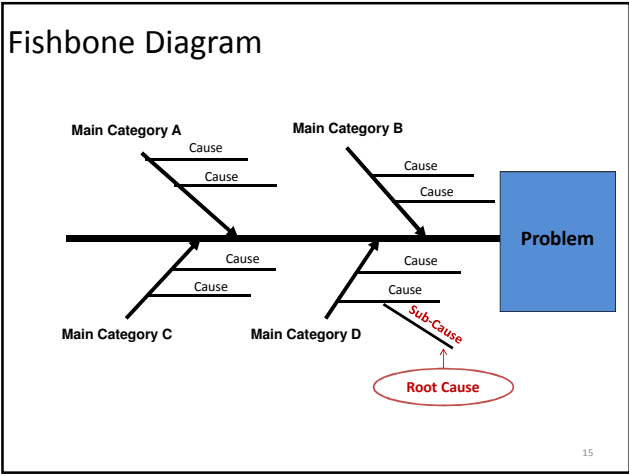 Fishbone Diagram
Main Category A
Main Category B
Cause
Cause
Cause
Cause
Problem
Cause
Cause
Cause
Cause
Main Category C
Main Category D
Sub-Cause
Root Cause
15